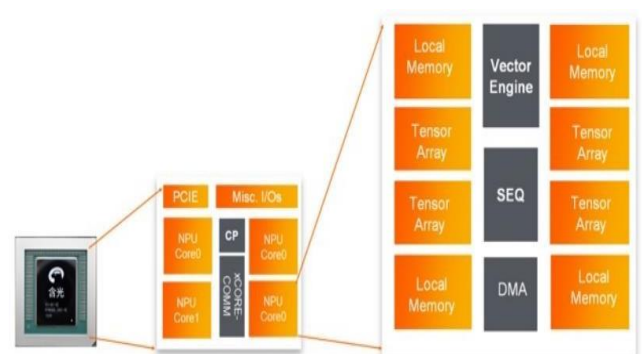 Local
Memory
Vector
Engine
Local
Memory
Tensor
Array
Tensor
Array
SEQ
Tensor
Array
Tensor
Array
Local
Memory
DMA
Local
Memory
PCIE
Misc. I/Os
NPU
Core0
CP
NPU
Core0
NPU
Core1
xCORE-
COMM
NPU
Core0
含光